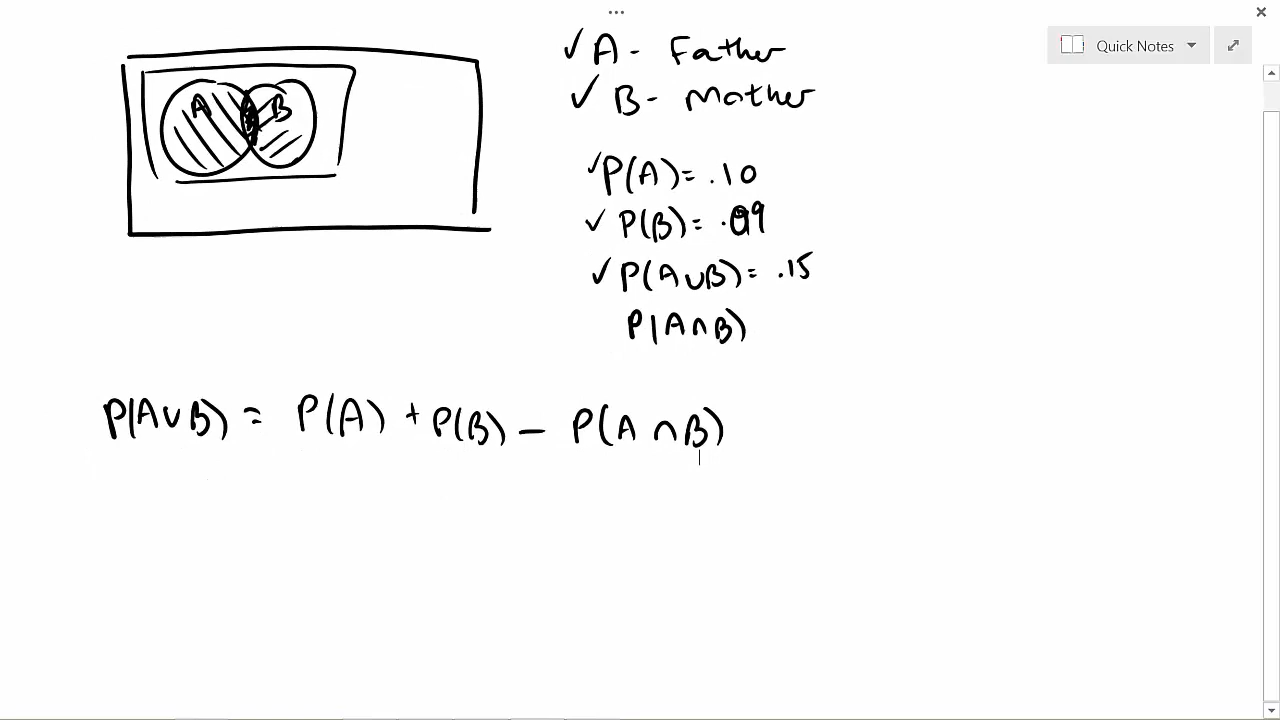 Quick Notes
A B
✓ A - Father
✓ B - Mother
✓ P(A) = .10
✓ P(B) = .09
✓ P(A∪B) = .15
P(A∩B)
P(A∪B) = P(A) + P(B) - P(A∩B)